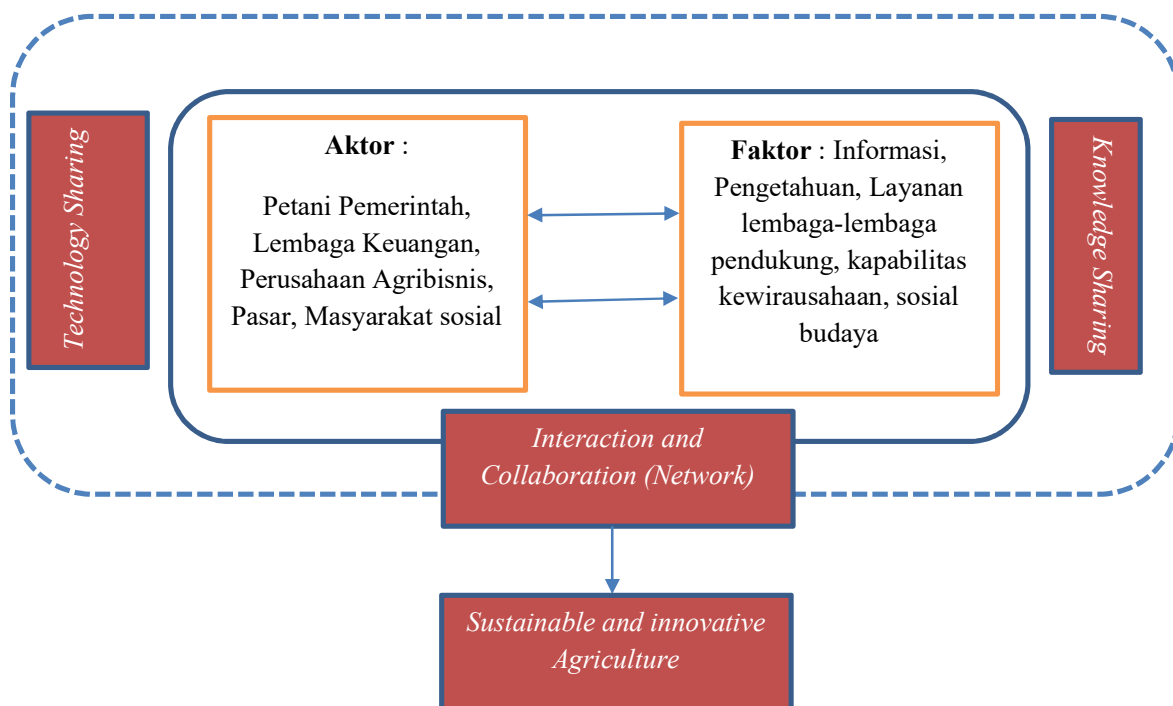 Technology Sharing
Aktor :
Petani Pemerintah,
Lembaga Keuangan,
Perusahaan Agribisnis,
Pasar, Masyarakat sosial
Faktor : Informasi,
Pengetahuan, Layanan
lembaga-lembaga
pendukung, kapabilitas
kewirausahaan, sosial
budaya
Knowledge Sharing
Interaction and
Collaboration (Network)
Sustainable and innovative
Agriculture